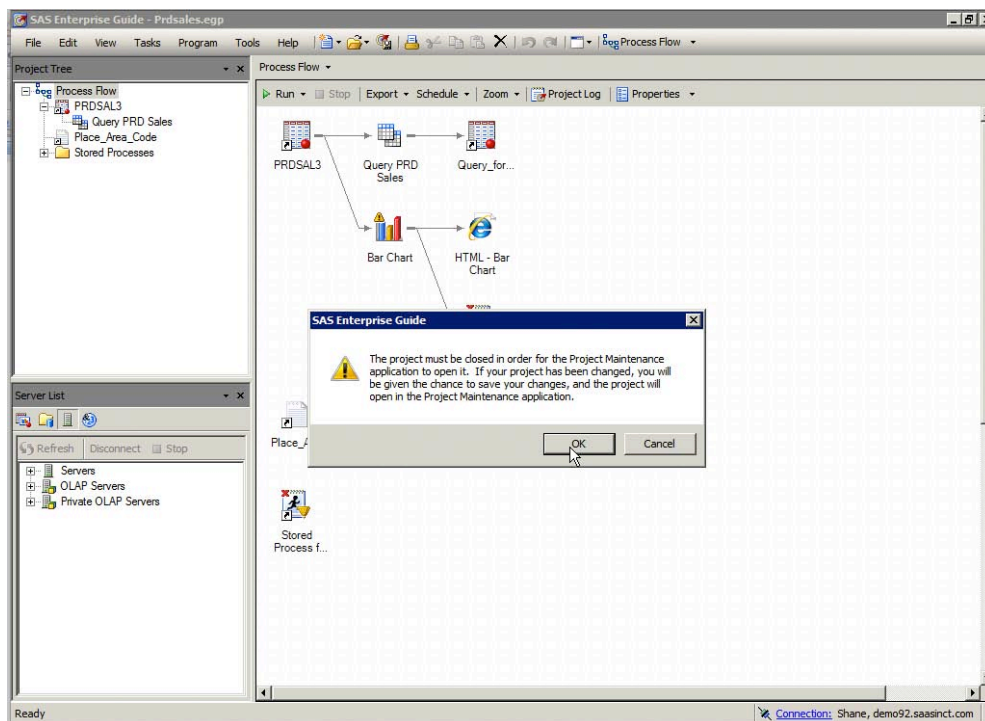 SAS Enterprise Guide - Prdsales.egp
File Edit View Tasks Program Tools Help Process Flow
Project Tree
Process Flow
PRDSAL3
Query PRD Sales
Place_Area_Code
Stored Processes
Server List
Refresh Disconnect Stop
Servers
OLAP Servers
Private OLAP Servers
Process Flow
Run Stop Export Schedule Zoom Project Log Properties
PRDSAL3
Query PRD
Sales
Query_for...
Bar Chart
HTML - Bar
Chart
SAS Enterprise Guide
The project must be closed in order for the Project Maintenance
application to open it. If your project has been changed, you will
be given the chance to save your changes, and the project will
open in the Project Maintenance application.
OK Cancel
Stored
Process f...
Ready
Connection: Shane, demo92.saasinct.com